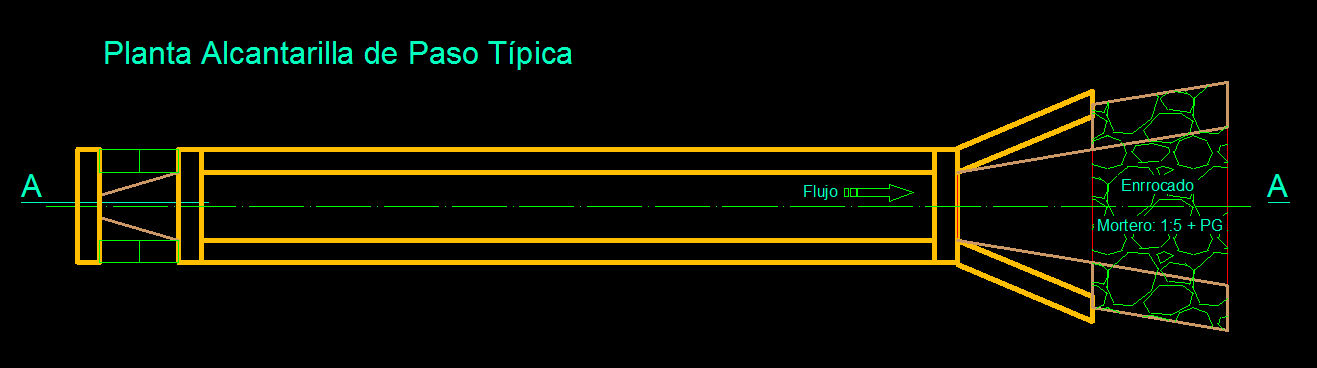 Planta Alcantarilla de Paso Típica
A
Flujo
Enrrocado
A
Mortero: 1:5 + PG